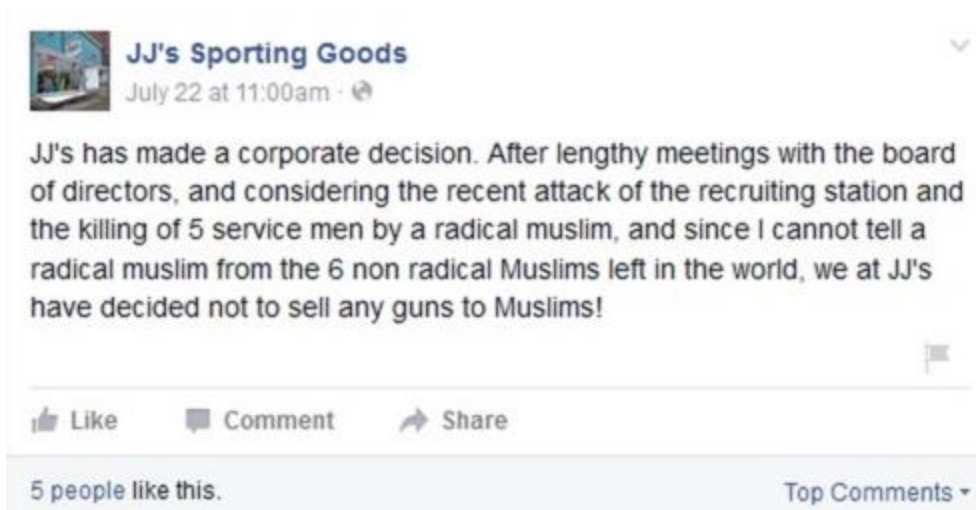 JJ's Sporting Goods
July 22 at 11:00am ·
JJ's has made a corporate decision. After lengthy meetings with the board
of directors, and considering the recent attack of the recruiting station and
the killing of 5 service men by a radical muslim, and since I cannot tell a
radical muslim from the 6 non radical Muslims left in the world, we at JJ's
have decided not to sell any guns to Muslims!
Like Comment Share
5 people like this. Top Comments